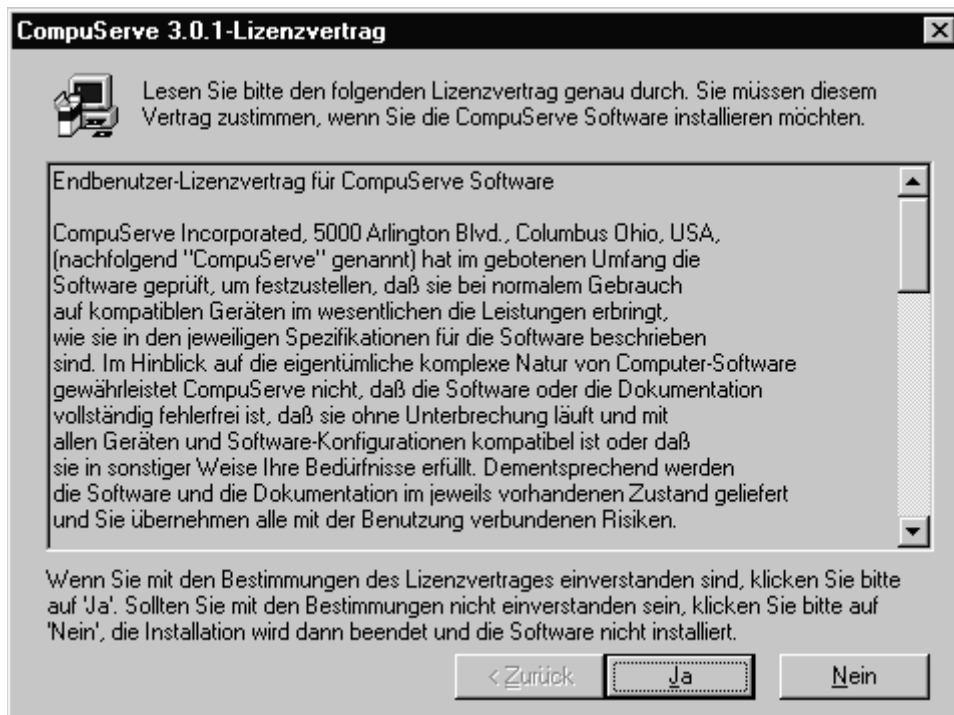 CompuServe 3.0.1-Lizenzvertrag
Lesen Sie bitte den folgenden Lizenzvertrag genau durch. Sie müssen diesem
Vertrag zustimmen, wenn Sie die CompuServe Software installieren möchten.
Endbenutzer-Lizenzvertrag für CompuServe Software
CompuServe Incorporated, 5000 Arlington Blvd., Columbus Ohio, USA,
(nachfolgend "CompuServe" genannt) hat im gebotenen Umfang die
Software geprüft, um festzustellen, daß sie bei normalem Gebrauch
auf kompatiblen Geräten im wesentlichen die Leistungen erbringt,
wie sie in den jeweiligen Spezifikationen für die Software beschrieben
sind. Im Hinblick auf die eigentümliche komplexe Natur von Computer-Software
gewährleistet CompuServe nicht, daß die Software oder die Dokumentation
vollständig fehlerfrei ist, daß sie ohne Unterbrechung läuft und mit
allen Geräten und Software-Konfigurationen kompatibel ist oder daß
sie in sonstiger Weise Ihre Bedürfnisse erfüllt. Dementsprechend werden
die Software und die Dokumentation im jeweils vorhandenen Zustand geliefert
und Sie übernehmen alle mit der Benutzung verbundenen Risiken.
Wenn Sie mit den Bestimmungen des Lizenzvertrages einverstanden sind, klicken Sie bitte
auf 'Ja'. Sollten Sie mit den Bestimmungen nicht einverstanden sein, klicken Sie bitte auf
'Nein', die Installation wird dann beendet und die Software nicht installiert.
< Zurück Ja Nein